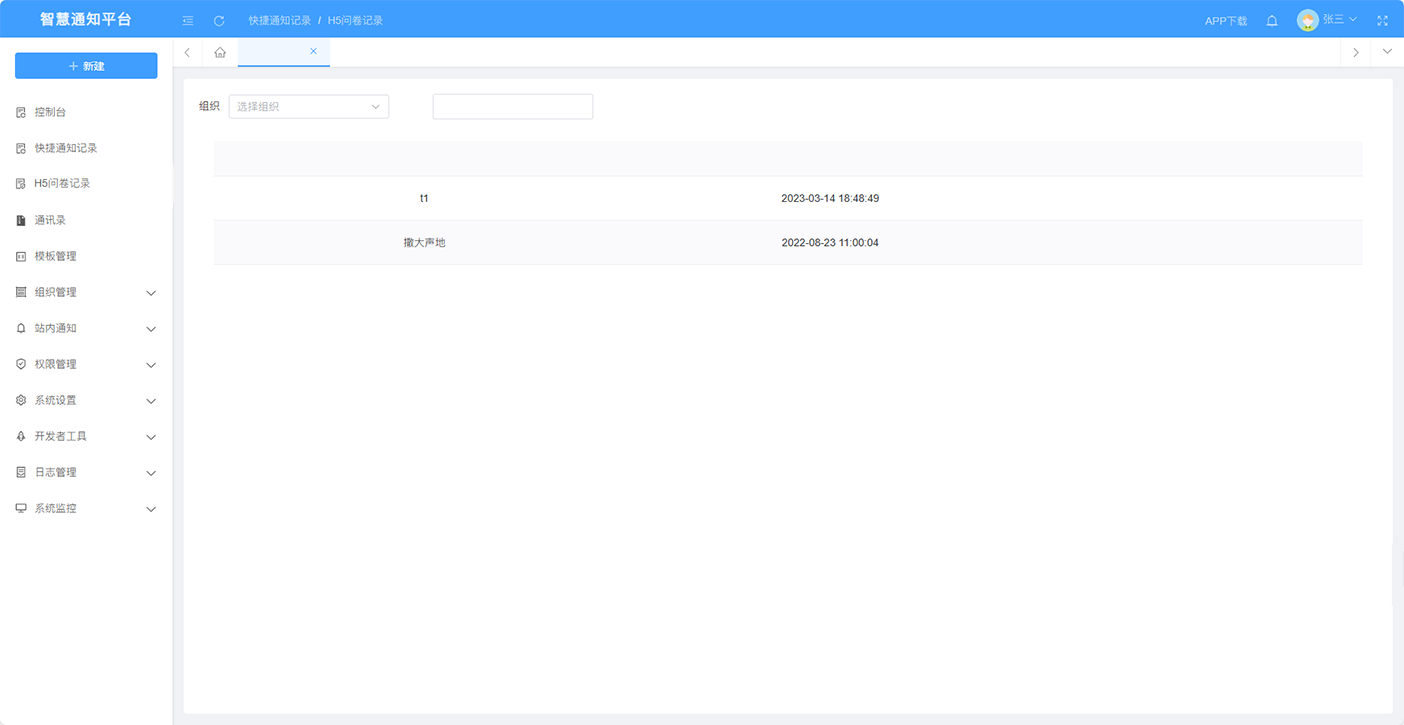 智慧通知平台
快捷通知记录 / H5问卷记录
APP下载
张三
新建
控制台
快捷通知记录
H5问卷记录
通讯录
模板管理
组织管理
站内通知
权限管理
系统设置
开发者工具
日志管理
系统监控
组织 选择组织
t1 2023-03-14 18:48:49
撒大声地 2022-08-23 11:00:04